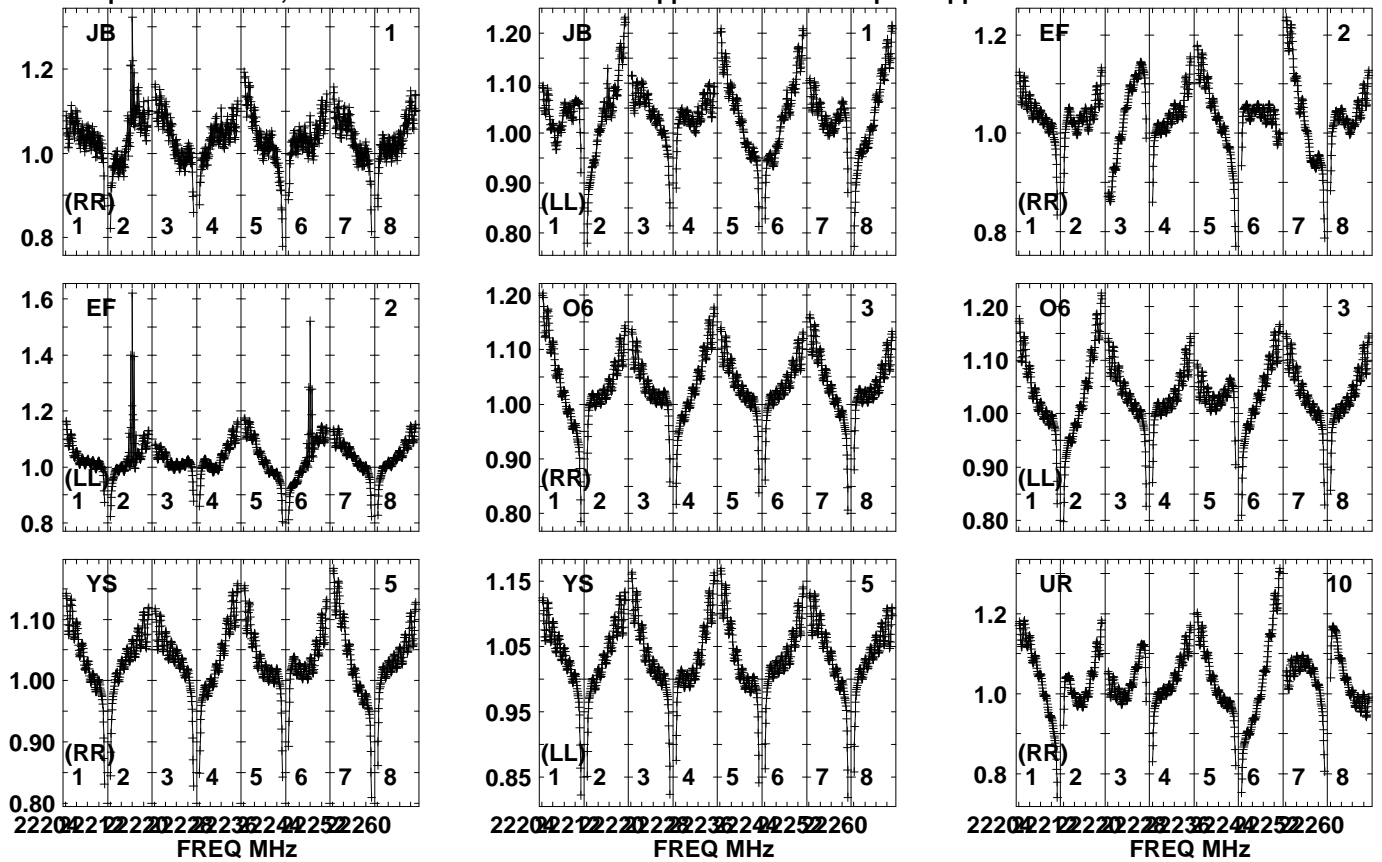 JB 1
1.2
1.0
0.8
(RR)
1 2 3 4 5 6 7 8
JB 1
1.20
1.10
1.00
0.90
0.80
(LL)
1 2 3 4 5 6 7 8
EF 2
1.2
1.0
0.8
(RR)
1 2 3 4 5 6 7 8
EF 2
1.6
1.4
1.2
1.0
0.8
(LL)
1 2 3 4 5 6 7 8
O6 3
1.20
1.10
1.00
0.90
0.80
(RR)
1 2 3 4 5 6 7 8
O6 3
1.20
1.10
1.00
0.90
0.80
(LL)
1 2 3 4 5 6 7 8
YS 5
1.10
1.00
0.90
0.80
(RR)
1 2 3 4 5 6 7 8
FREQ MHz
YS 5
1.15
1.05
0.95
0.85
(LL)
1 2 3 4 5 6 7 8
FREQ MHz
UR 10
1.2
1.0
0.8
(RR)
1 2 3 4 5 6 7 8
FREQ MHz